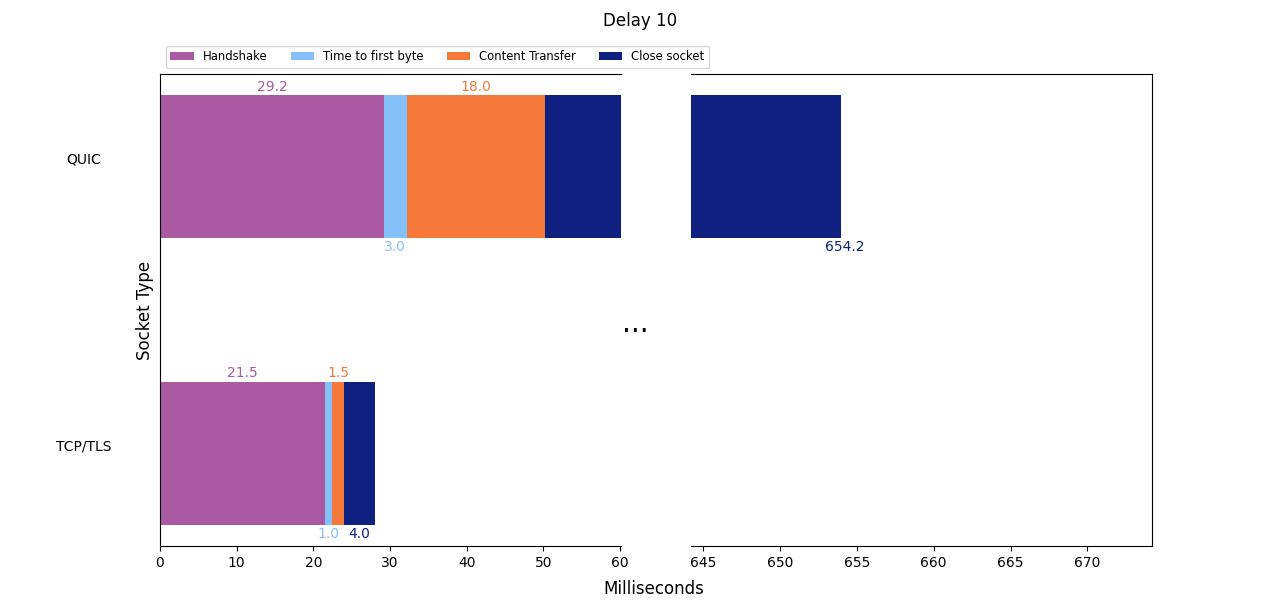 Delay 10
Handshake Time to first byte Content Transfer Close socket
29.2 18.0
QUIC
3.0 654.2
Socket Type
...
21.5 1.5
TCP/TLS
1.0 4.0
0 10 20 30 40 50 60 645 650 655 660 665 670
Milliseconds